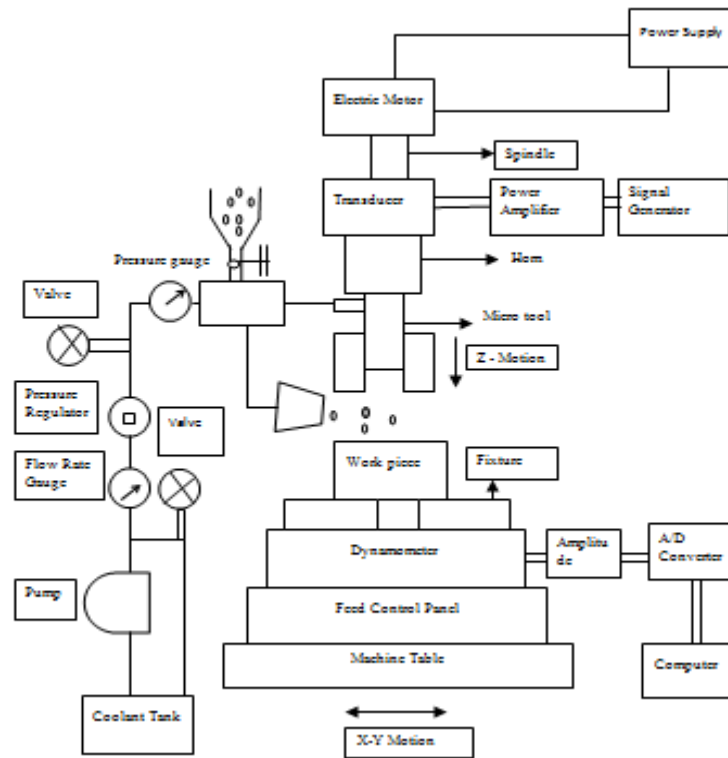 Power Supply
Electric Motor
Spindle
Transducer
Power
Amplifier
Signal
Generator
Pressure gauge
Horn
Valve
Micro tool
Z - Motion
Pressure
Regulator
Valve
Work piece
Fixture
Flow Rate
Gauge
Dynamometer
Amplitu
de
A/D
Converter
Pump
Feed Control Panel
Machine Table
Computer
Coolant Tank
X-Y Motion